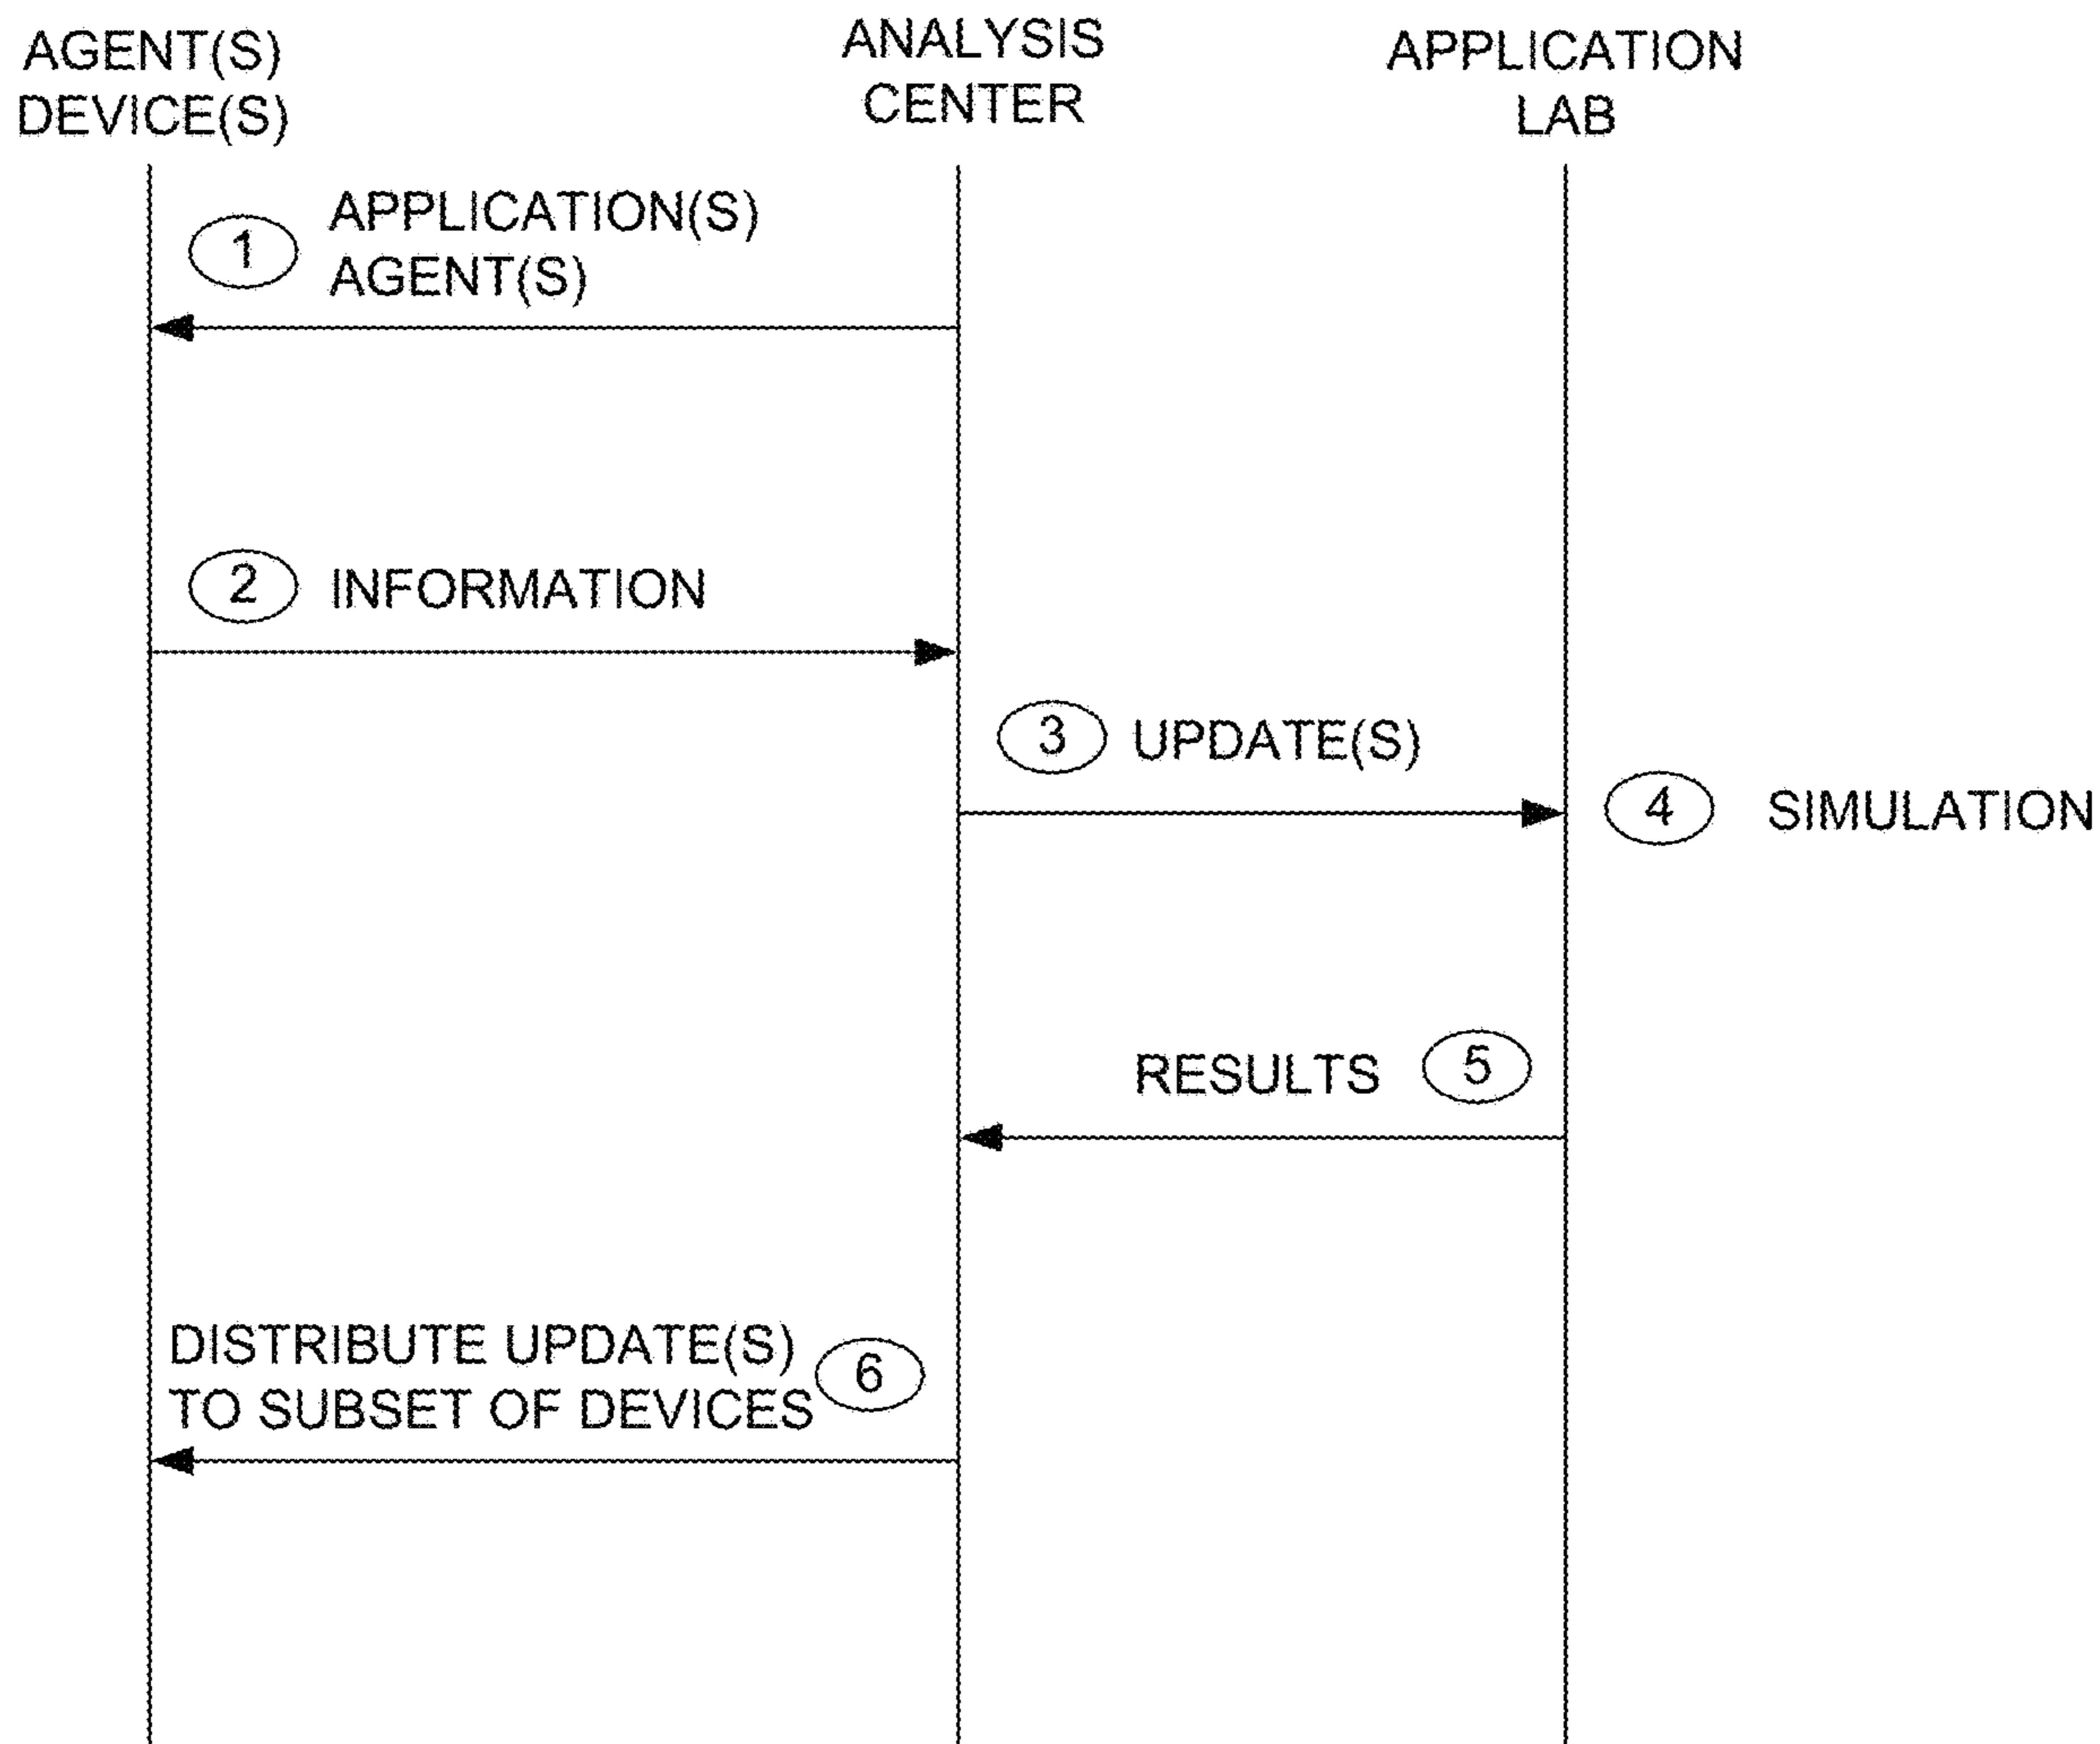 AGENT(S)
DEVICE(S)
ANALYSIS
CENTER
APPLICATION
LAB
1 APPLICATION(S)
AGENT(S)
2 INFORMATION
3 UPDATE(S)
4 SIMULATION
RESULTS 5
DISTRIBUTE UPDATE(S)
TO SUBSET OF DEVICES 6